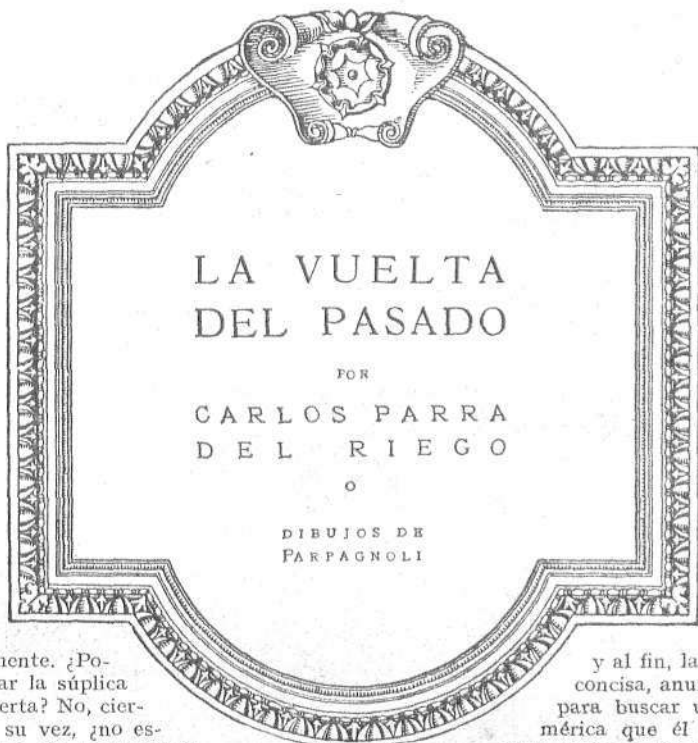 LA VUELTA
DEL PASADO
POR
CARLOS PARRA
DEL RIEGO
O
DIBUJOS DE
PARPAGNOLI
mente. ¿Po-
ar la súplica
erta? No, cier-
su vez, ¿no es-
y al fin, la
concisa, anu
para buscar u
mérica que él